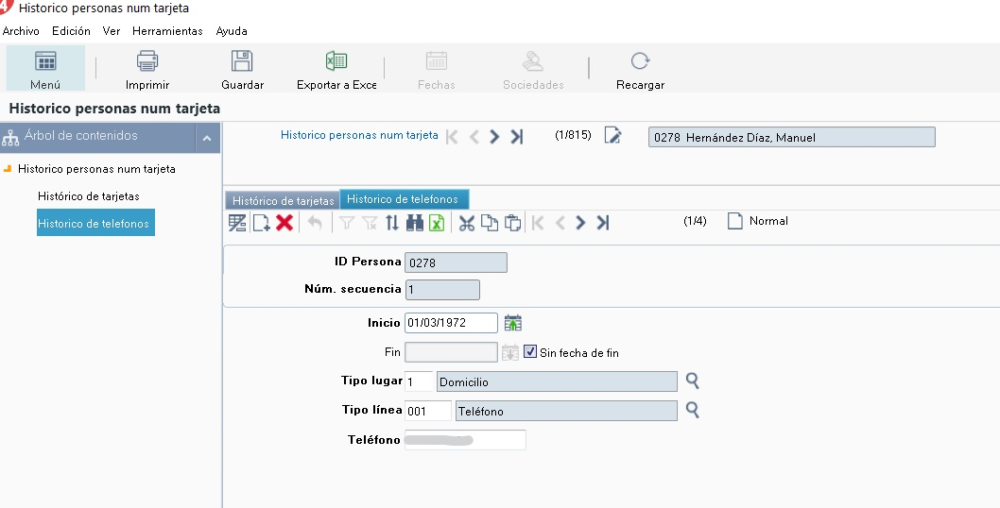 4 Historico personas num tarjeta
Archivo Edición Ver Herramientas Ayuda
Menú Imprimir Guardar Exportar a Exce Fechas Sociedades Recargar
Historico personas num tarjeta
Árbol de contenidos
Historico personas num tarjeta
Histórico de tarjetas
Historico de telefonos
Historico personas num tarjeta (1/815) 0278 Hernández Díaz, Manuel
Histórico de tarjetas Historico de telefonos
(1/4) Normal
ID Persona 0278
Núm. secuencia 1
Inicio 01/03/1972
Fin Sin fecha de fin
Tipo lugar 1 Domicilio
Tipo línea 001 Teléfono
Teléfono